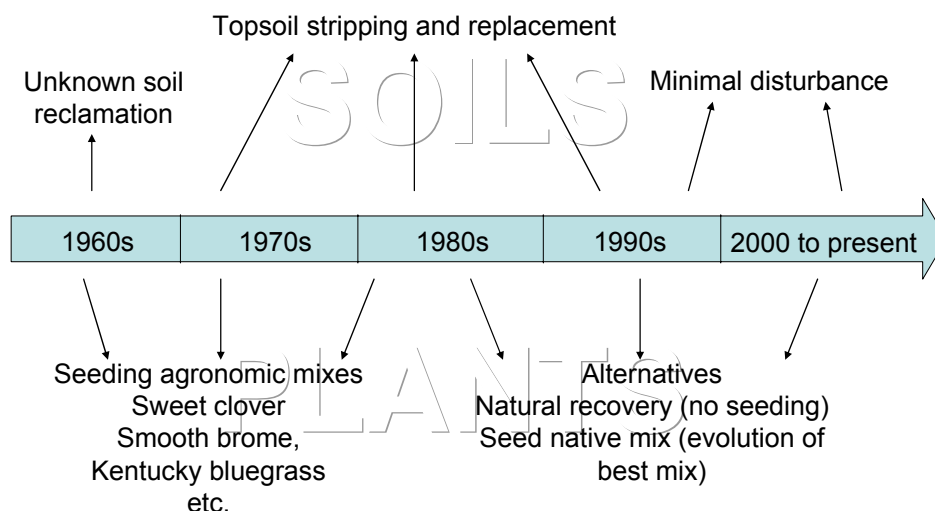 Topsoil stripping and replacement
Unknown soil
reclamation
Minimal disturbance
SOILS
1960s
1970s
1980s
1990s
2000 to present
PLANTS
Seeding agronomic mixes
Sweet clover
Smooth brome,
Kentucky bluegrass
etc.
Alternatives
Natural recovery (no seeding)
Seed native mix (evolution of
best mix)